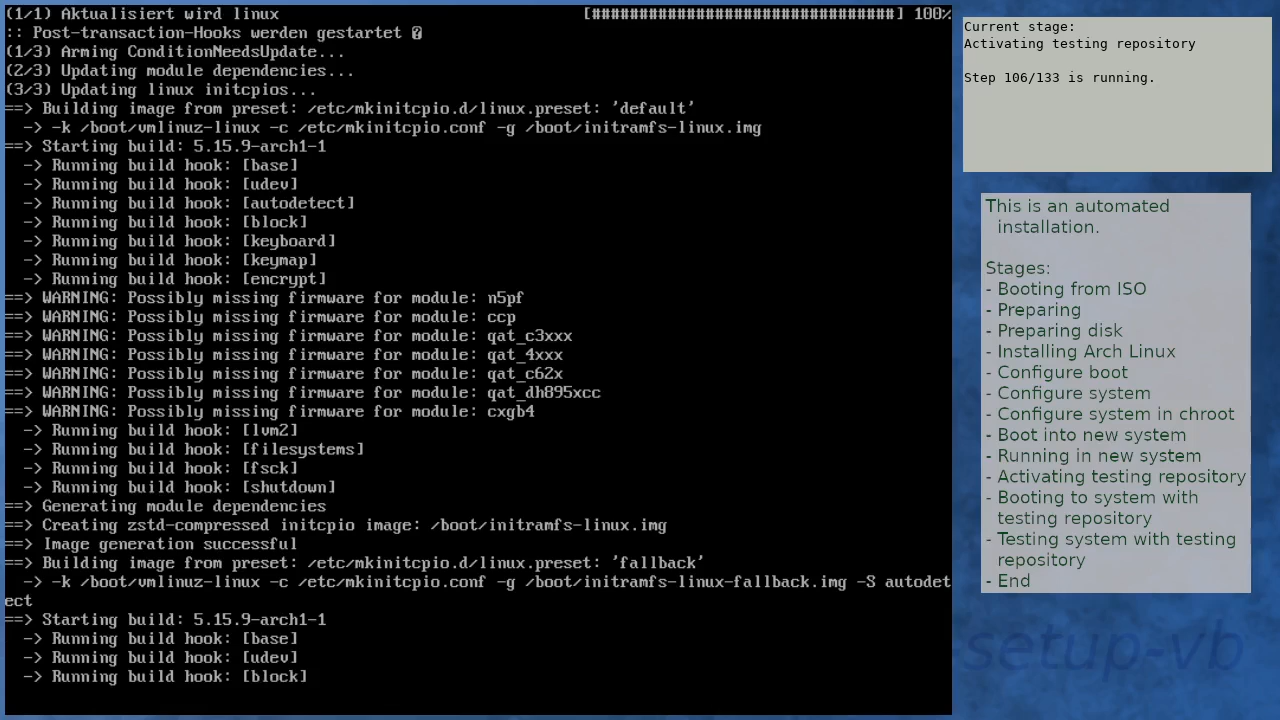 (1/1) Aktualisiert wird linux [################################] 100%
:: Post-transaction-Hooks werden gestartet �
(1/3) Arming ConditionNeedsUpdate...
(2/3) Updating module dependencies...
(3/3) Updating linux initcpios...
==> Building image from preset: /etc/mkinitcpio.d/linux.preset: 'default'
  -> -k /boot/vmlinuz-linux -c /etc/mkinitcpio.conf -g /boot/initramfs-linux.img
==> Starting build: 5.15.9-arch1-1
  -> Running build hook: [base]
  -> Running build hook: [udev]
  -> Running build hook: [autodetect]
  -> Running build hook: [block]
  -> Running build hook: [keyboard]
  -> Running build hook: [keymap]
  -> Running build hook: [encrypt]
==> WARNING: Possibly missing firmware for module: n5pf
==> WARNING: Possibly missing firmware for module: ccp
==> WARNING: Possibly missing firmware for module: qat_c3xxx
==> WARNING: Possibly missing firmware for module: qat_4xxx
==> WARNING: Possibly missing firmware for module: qat_c62x
==> WARNING: Possibly missing firmware for module: qat_dh895xcc
==> WARNING: Possibly missing firmware for module: cxgb4
  -> Running build hook: [lvm2]
  -> Running build hook: [filesystems]
  -> Running build hook: [fsck]
  -> Running build hook: [shutdown]
==> Generating module dependencies
==> Creating zstd-compressed initcpio image: /boot/initramfs-linux.img
==> Image generation successful
==> Building image from preset: /etc/mkinitcpio.d/linux.preset: 'fallback'
  -> -k /boot/vmlinuz-linux -c /etc/mkinitcpio.conf -g /boot/initramfs-linux-fallback.img -S autodet
ect
==> Starting build: 5.15.9-arch1-1
  -> Running build hook: [base]
  -> Running build hook: [udev]
  -> Running build hook: [block]
Current stage:
Activating testing repository
Step 106/133 is running.
This is an automated
installation.
Stages:
- Booting from ISO
- Preparing
- Preparing disk
- Installing Arch Linux
- Configure boot
- Configure system
- Configure system in chroot
- Boot into new system
- Running in new system
- Activating testing repository
- Booting to system with
testing repository
- Testing system with testing
repository
- End
setup-vb